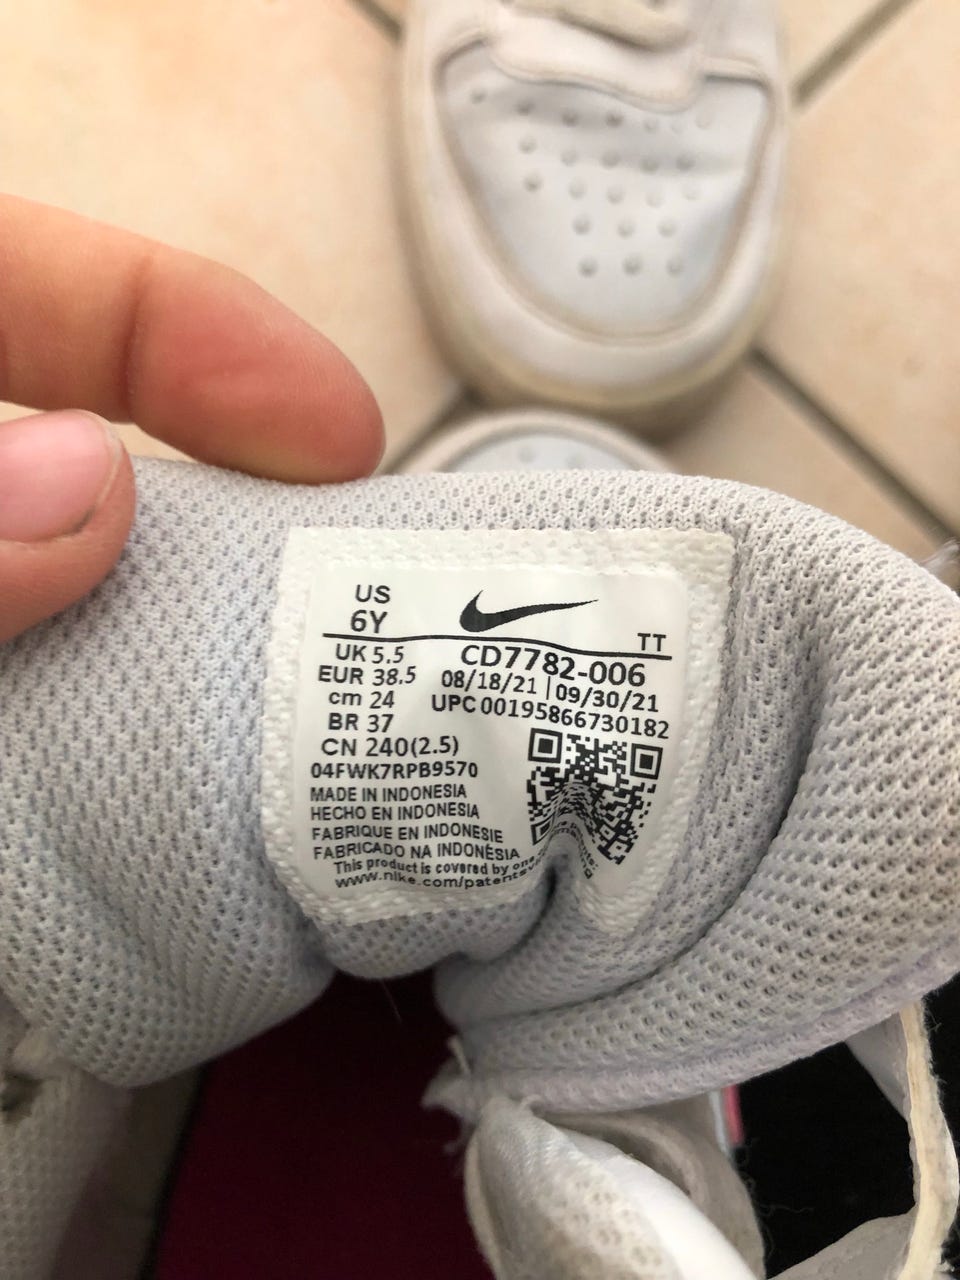 US
6Y
TT
UK 5.5
EUR 38.5
cm 24
BR 37
CN 240(2.5)
CD7782-006
08/18/21 | 09/30/21
UPC 00195866730182
04FWK7RPB9570
MADE IN INDONESIA
HECHO EN INDONESIA
FABRIQUE EN INDONESIE
FABRICADO NA INDONÉSIA
This product is covered by one
www.nike.com/patents